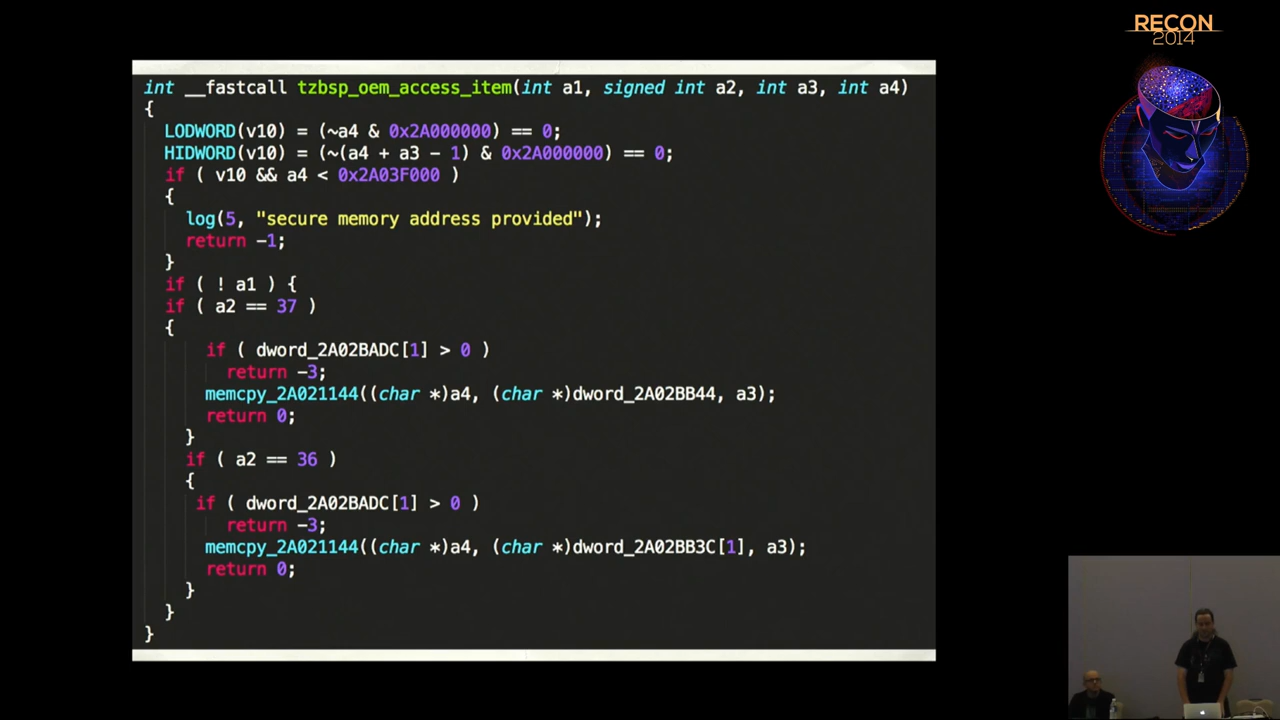 RECON
2014
int __fastcall tzbsp_oem_access_item(int a1, signed int a2, int a3, int a4)
{
LODWORD(v10) = (~a4 & 0x2A000000) == 0;
HIDWORD(v10) = (~(a4 + a3 - 1) & 0x2A000000) == 0;
if ( v10 && a4 < 0x2A03F000 )
{
log(5, "secure memory address provided");
return -1;
}
if ( ! a1 ) {
if ( a2 == 37 )
{
if ( dword_2A02BADC[1] > 0 )
return -3;
memcpy_2A021144((char *)a4, (char *)dword_2A02BB44, a3);
return 0;
}
if ( a2 == 36 )
{
if ( dword_2A02BADC[1] > 0 )
return -3;
memcpy_2A021144((char *)a4, (char *)dword_2A02BB3C[1], a3);
return 0;
}
}
}